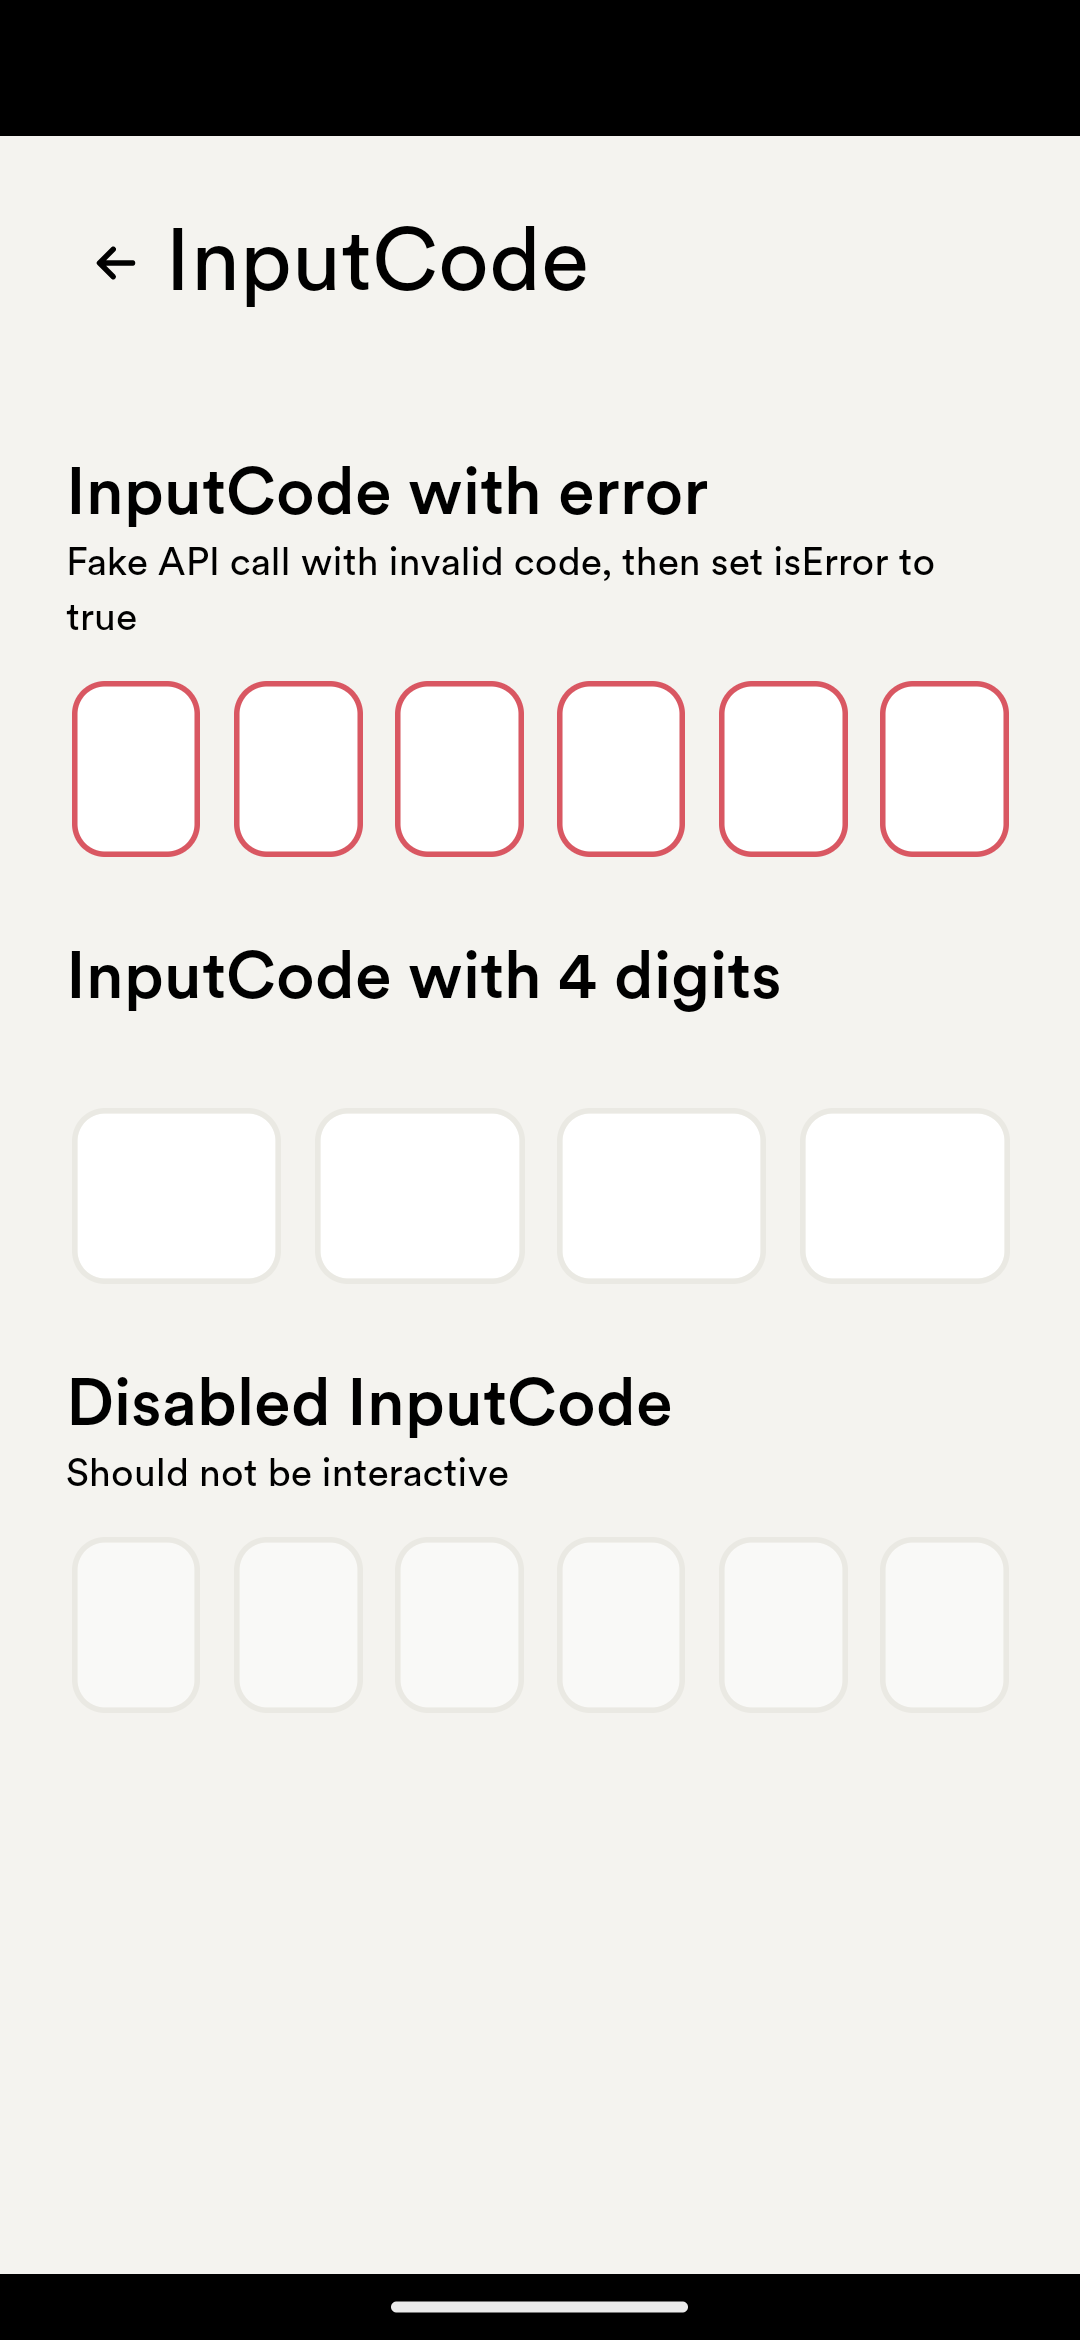 InputCode
InputCode with error
Fake API call with invalid code, then set isError to
true
InputCode with 4 digits
Disabled InputCode
Should not be interactive